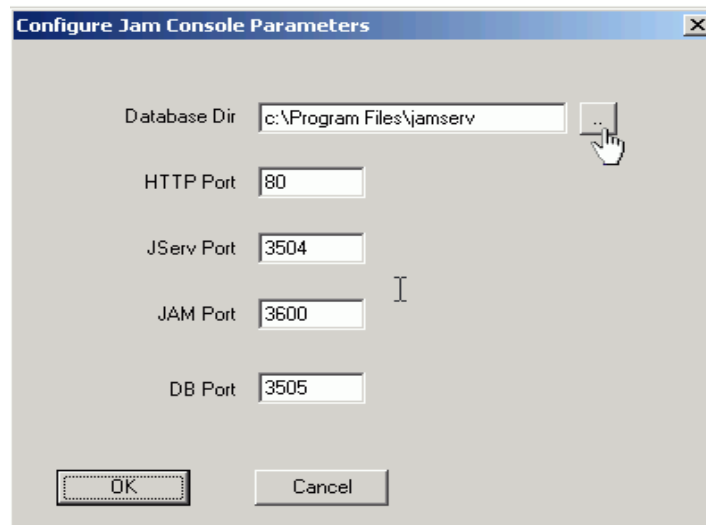 Configure Jam Console Parameters
Database Dir c:\Program Files\jamserv ..
HTTP Port 80
JServ Port 3504
JAM Port 3600
DB Port 3505
OK Cancel